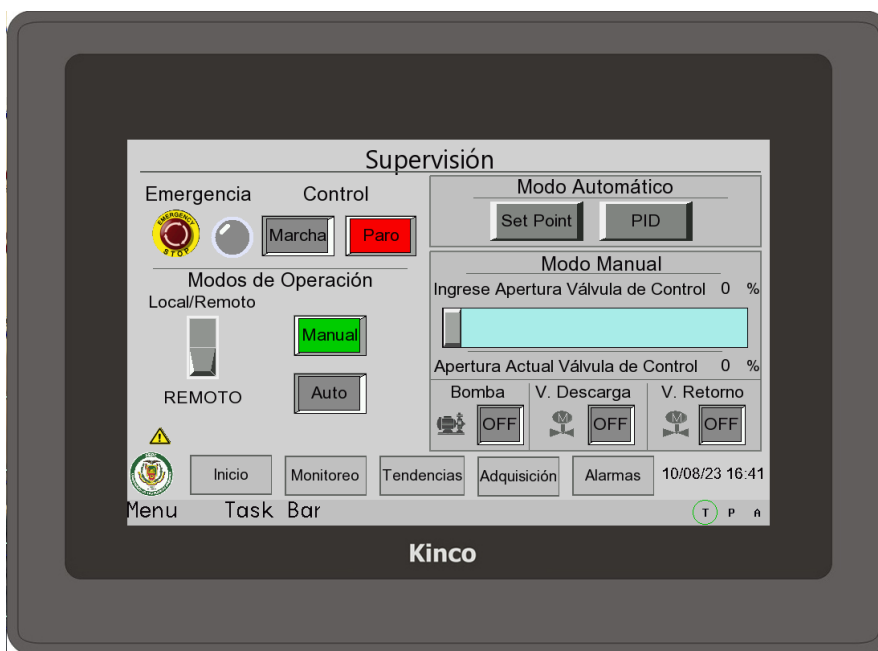 Supervisión
Emergencia
Control
EMERGENCY
STOP
Marcha
Paro
Modos de Operación
Local/Remoto
REMOTO
Manual
Auto
Modo Automático
Set Point
PID
Modo Manual
Ingrese Apertura Válvula de Control 0 %
Apertura Actual Válvula de Control 0 %
Bomba
V. Descarga
V. Retorno
OFF
M
OFF
M
OFF
Inicio
Monitoreo
Tendencias
Adquisición
Alarmas
10/08/23 16:41
Menu Task Bar
T P A
Kinco